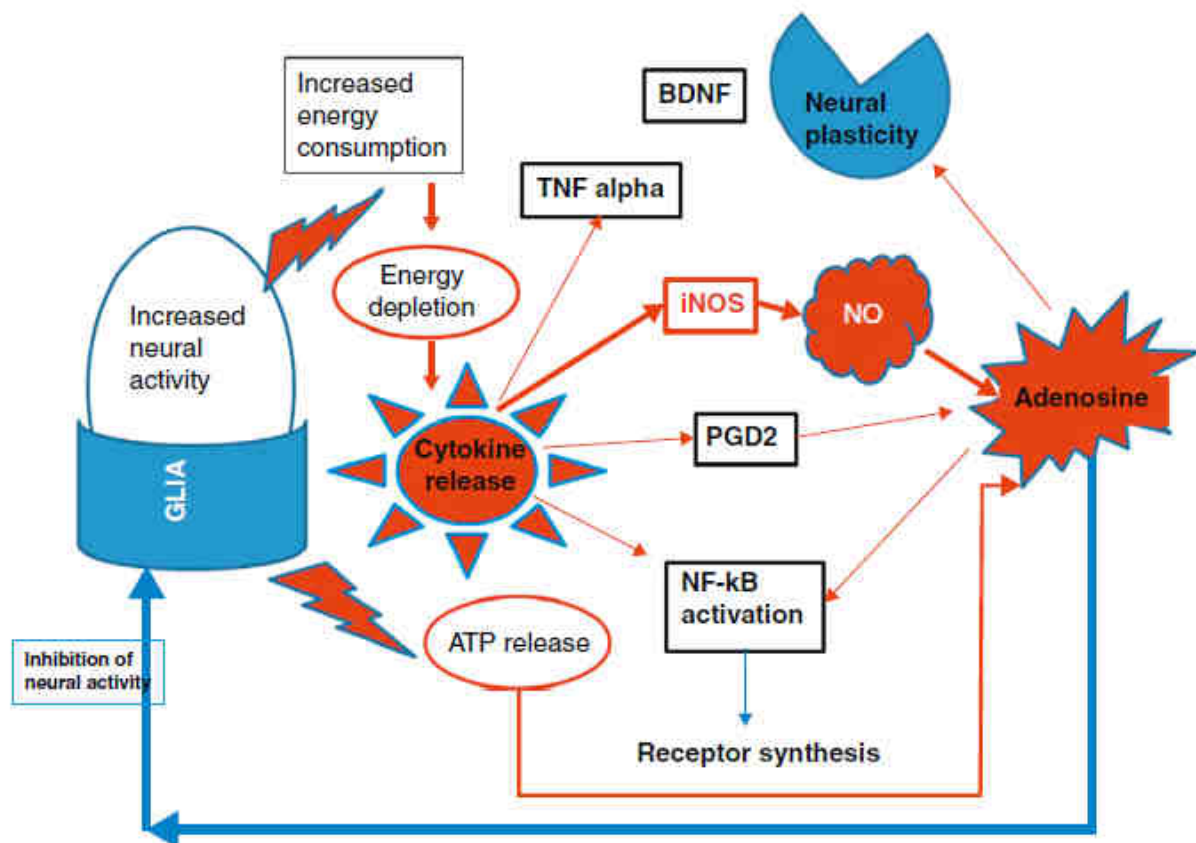 Increased
energy
consumption
BDNF
Neural
plasticity
TNF alpha
Energy
depletion
Increased
neural
activity
iNOS
NO
Adenosine
Cytokine
release
PGD2
GLIA
NF-kB
activation
ATP release
Inhibition of
neural activity
Receptor synthesis